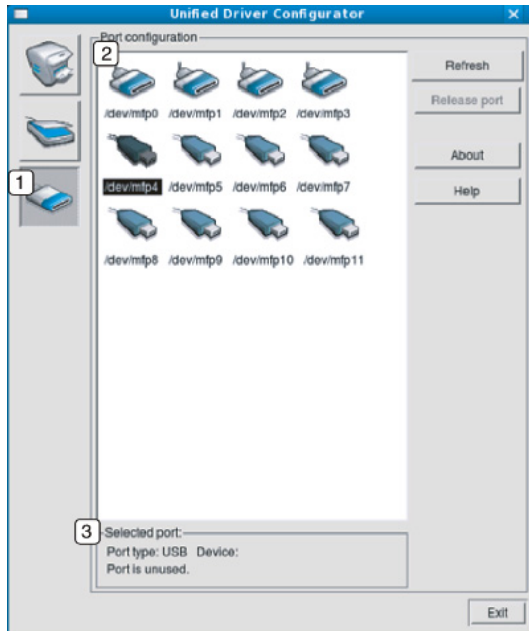 Unified Driver Configurator
Port configuration
2
/dev/mfp0 /dev/mfp1 /dev/mfp2 /dev/mfp3
/dev/mfp4 /dev/mfp5 /dev/mfp6 /dev/mfp7
/dev/mfp8 /dev/mfp9 /dev/mfp10 /dev/mfp11
1
Refresh
Release port
About
Help
3
Selected port:
Port type: USB Device:
Port is unused.
Exit